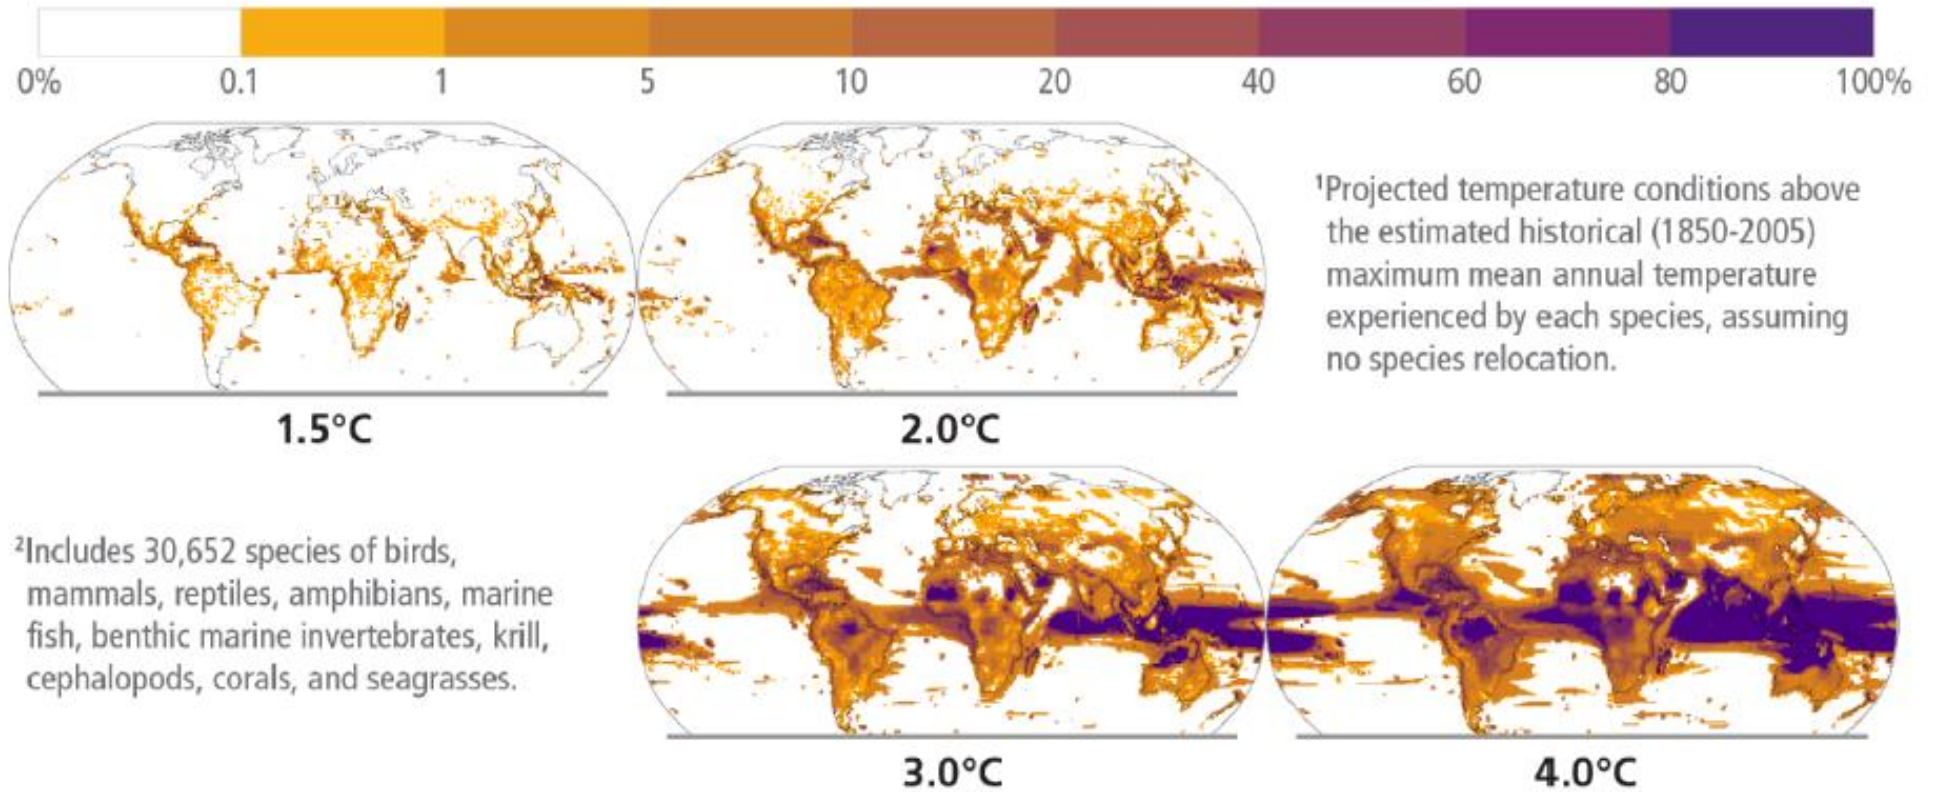 0% 0.1 1 5 10 20 40 60 80 100%
¹Projected temperature conditions above
the estimated historical (1850-2005)
maximum mean annual temperature
experienced by each species, assuming
no species relocation.
1.5°C 2.0°C
²Includes 30,652 species of birds,
mammals, reptiles, amphibians, marine
fish, benthic marine invertebrates, krill,
cephalopods, corals, and seagrasses.
3.0°C 4.0°C